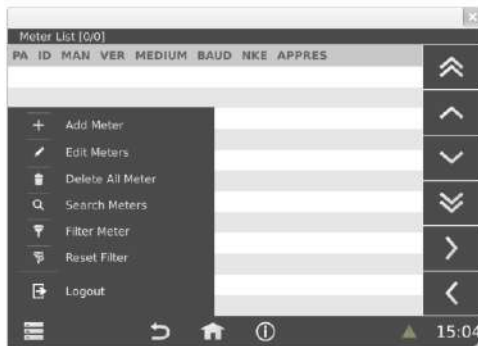 Meter List [0/0]
PA ID MAN VER MEDIUM BAUD NKE APPRES
Add Meter
Edit Meters
Delete All Meter
Search Meters
Filter Meter
Reset Filter
Logout
15:04